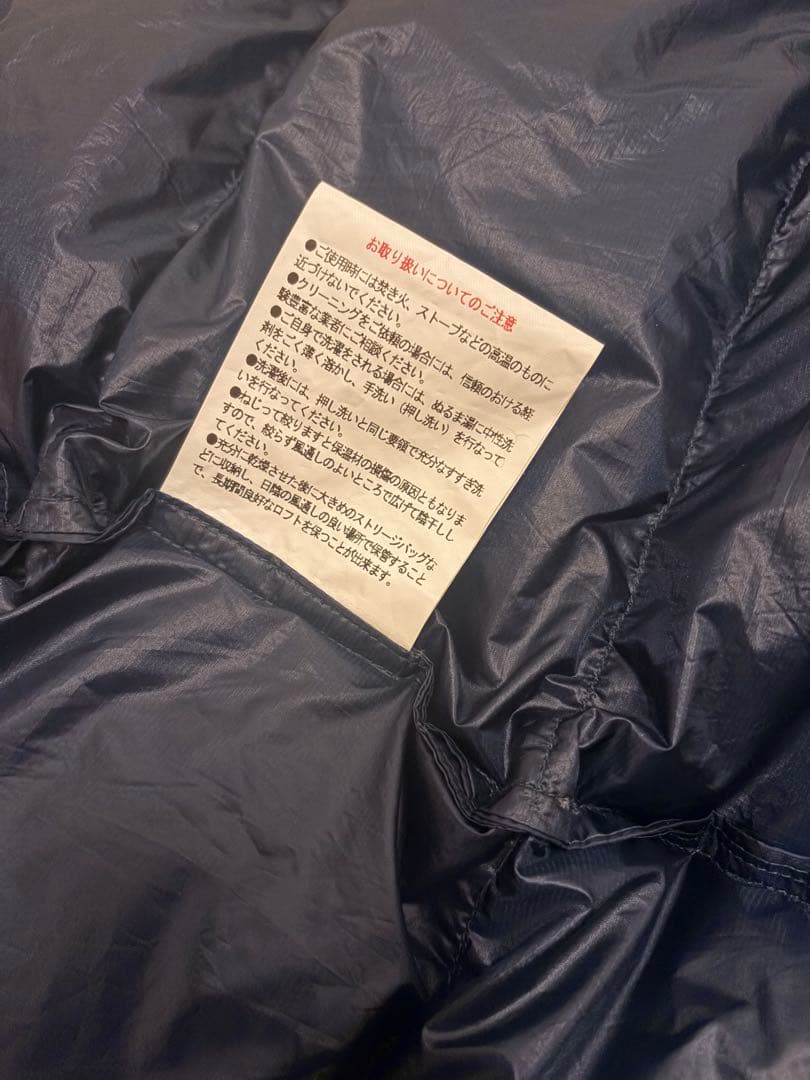 お取り扱いについてのご注意
●ご使用時には焚き火、ストーブなどの高温のものに
近づけないでください。
●クリーニングをご依頼の場合には、信頼のおける経
験豊富な業者にご相談ください。
●ご自身で洗濯をされる場合には、ぬるま湯に中性洗
剤をごく薄く溶かし、手洗い（押し洗い）を行なって
ください。
●洗濯後には、押し洗いと同じ要領で充分なすすぎ洗
いを行なってください。
●ねじって絞りますと保温材の損傷の原因ともなりま
すので、絞らず風通しのよいところで広げて陰干しし
てください。
●充分に乾燥させた後に大きめのストリージバッグな
どに収納し、日陰の風通しの良い場所で保管すること
で、長期間良好なロフトを保つことが出来ます。